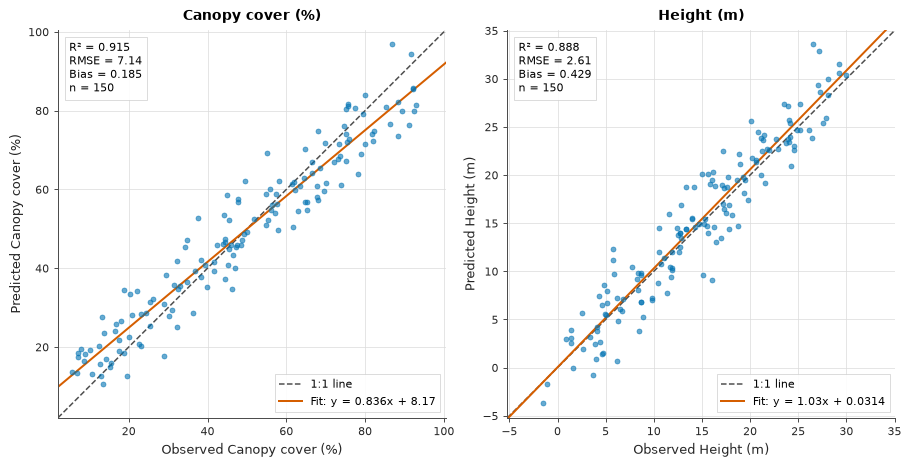 Canopy cover (%)
R² = 0.915
RMSE = 7.14
Bias = 0.185
n = 150
100
80
60
40
20
Predicted Canopy cover (%)
1:1 line
Fit: y = 0.836x + 8.17
20
40
60
80
100
Observed Canopy cover (%)
Height (m)
R² = 0.888
RMSE = 2.61
Bias = 0.429
n = 150
35
30
25
20
15
10
5
0
−5
Predicted Height (m)
1:1 line
Fit: y = 1.03x + 0.0314
−5
0
5
10
15
20
25
30
35
Observed Height (m)